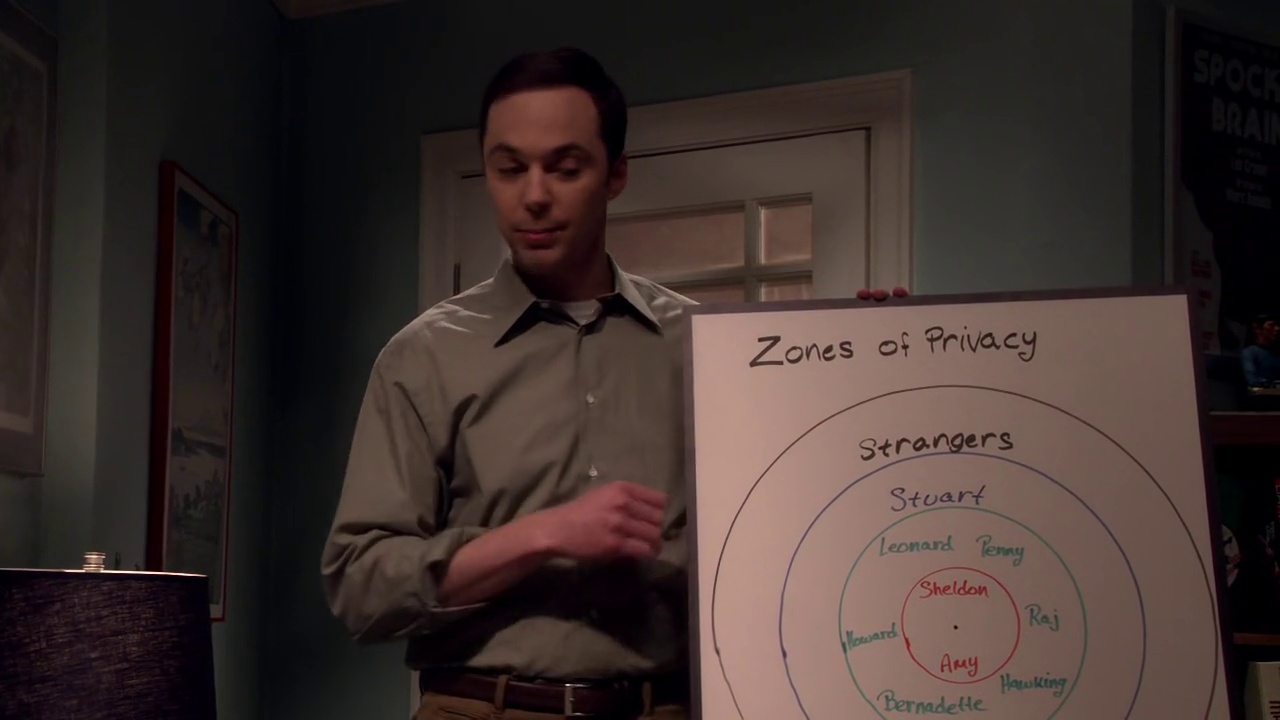 SPOCK
BRAIN
Zones of Privacy
Strangers
Stuart
Leonard Penny
Sheldon
Raj
Howard
Amy
Hawking
Bernadette